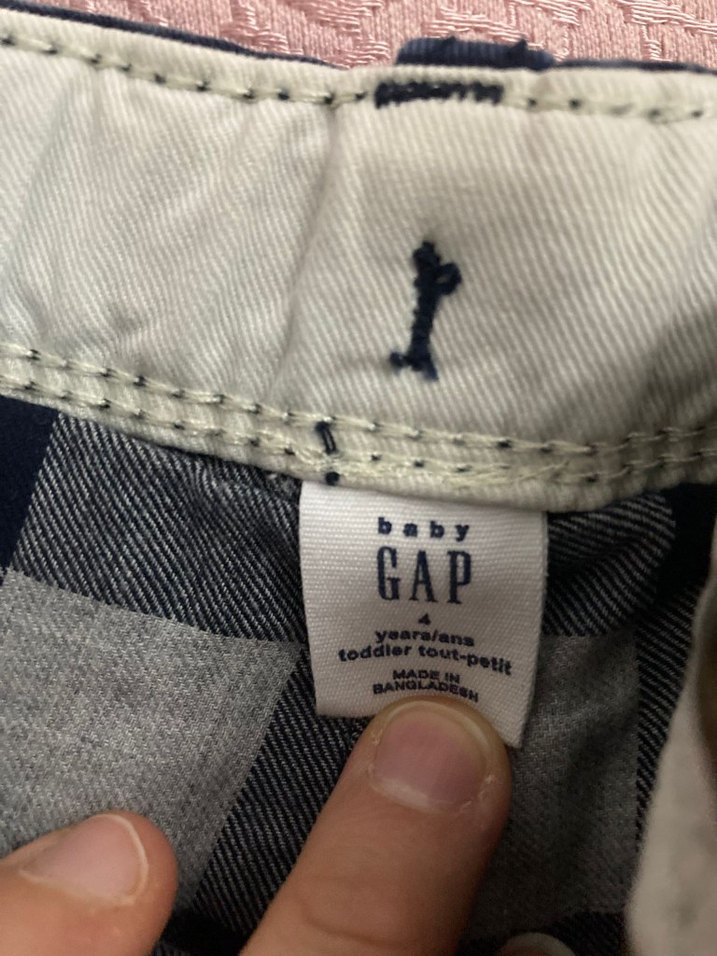 baby
GAP
4
years/ans
toddler tout-petit
MADE IN
BANGLADESH